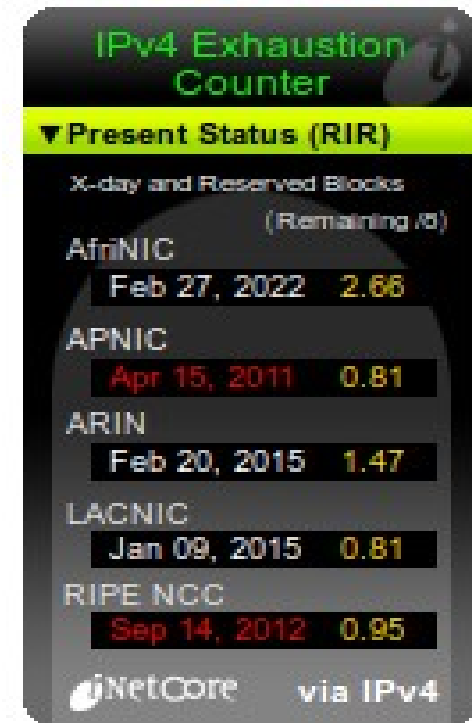 IPv4 Exhaustion
Counter
▼Present Status (RIR)
X-day and Reserved Blocks
(Remaining /8)
AfriNIC
Feb 27, 2022 2.66
APNIC
Apr 15, 2011 0.81
ARIN
Feb 20, 2015 1.47
LACNIC
Jan 09, 2015 0.81
RIPE NCC
Sep 14, 2012 0.95
iNetCore via IPv4